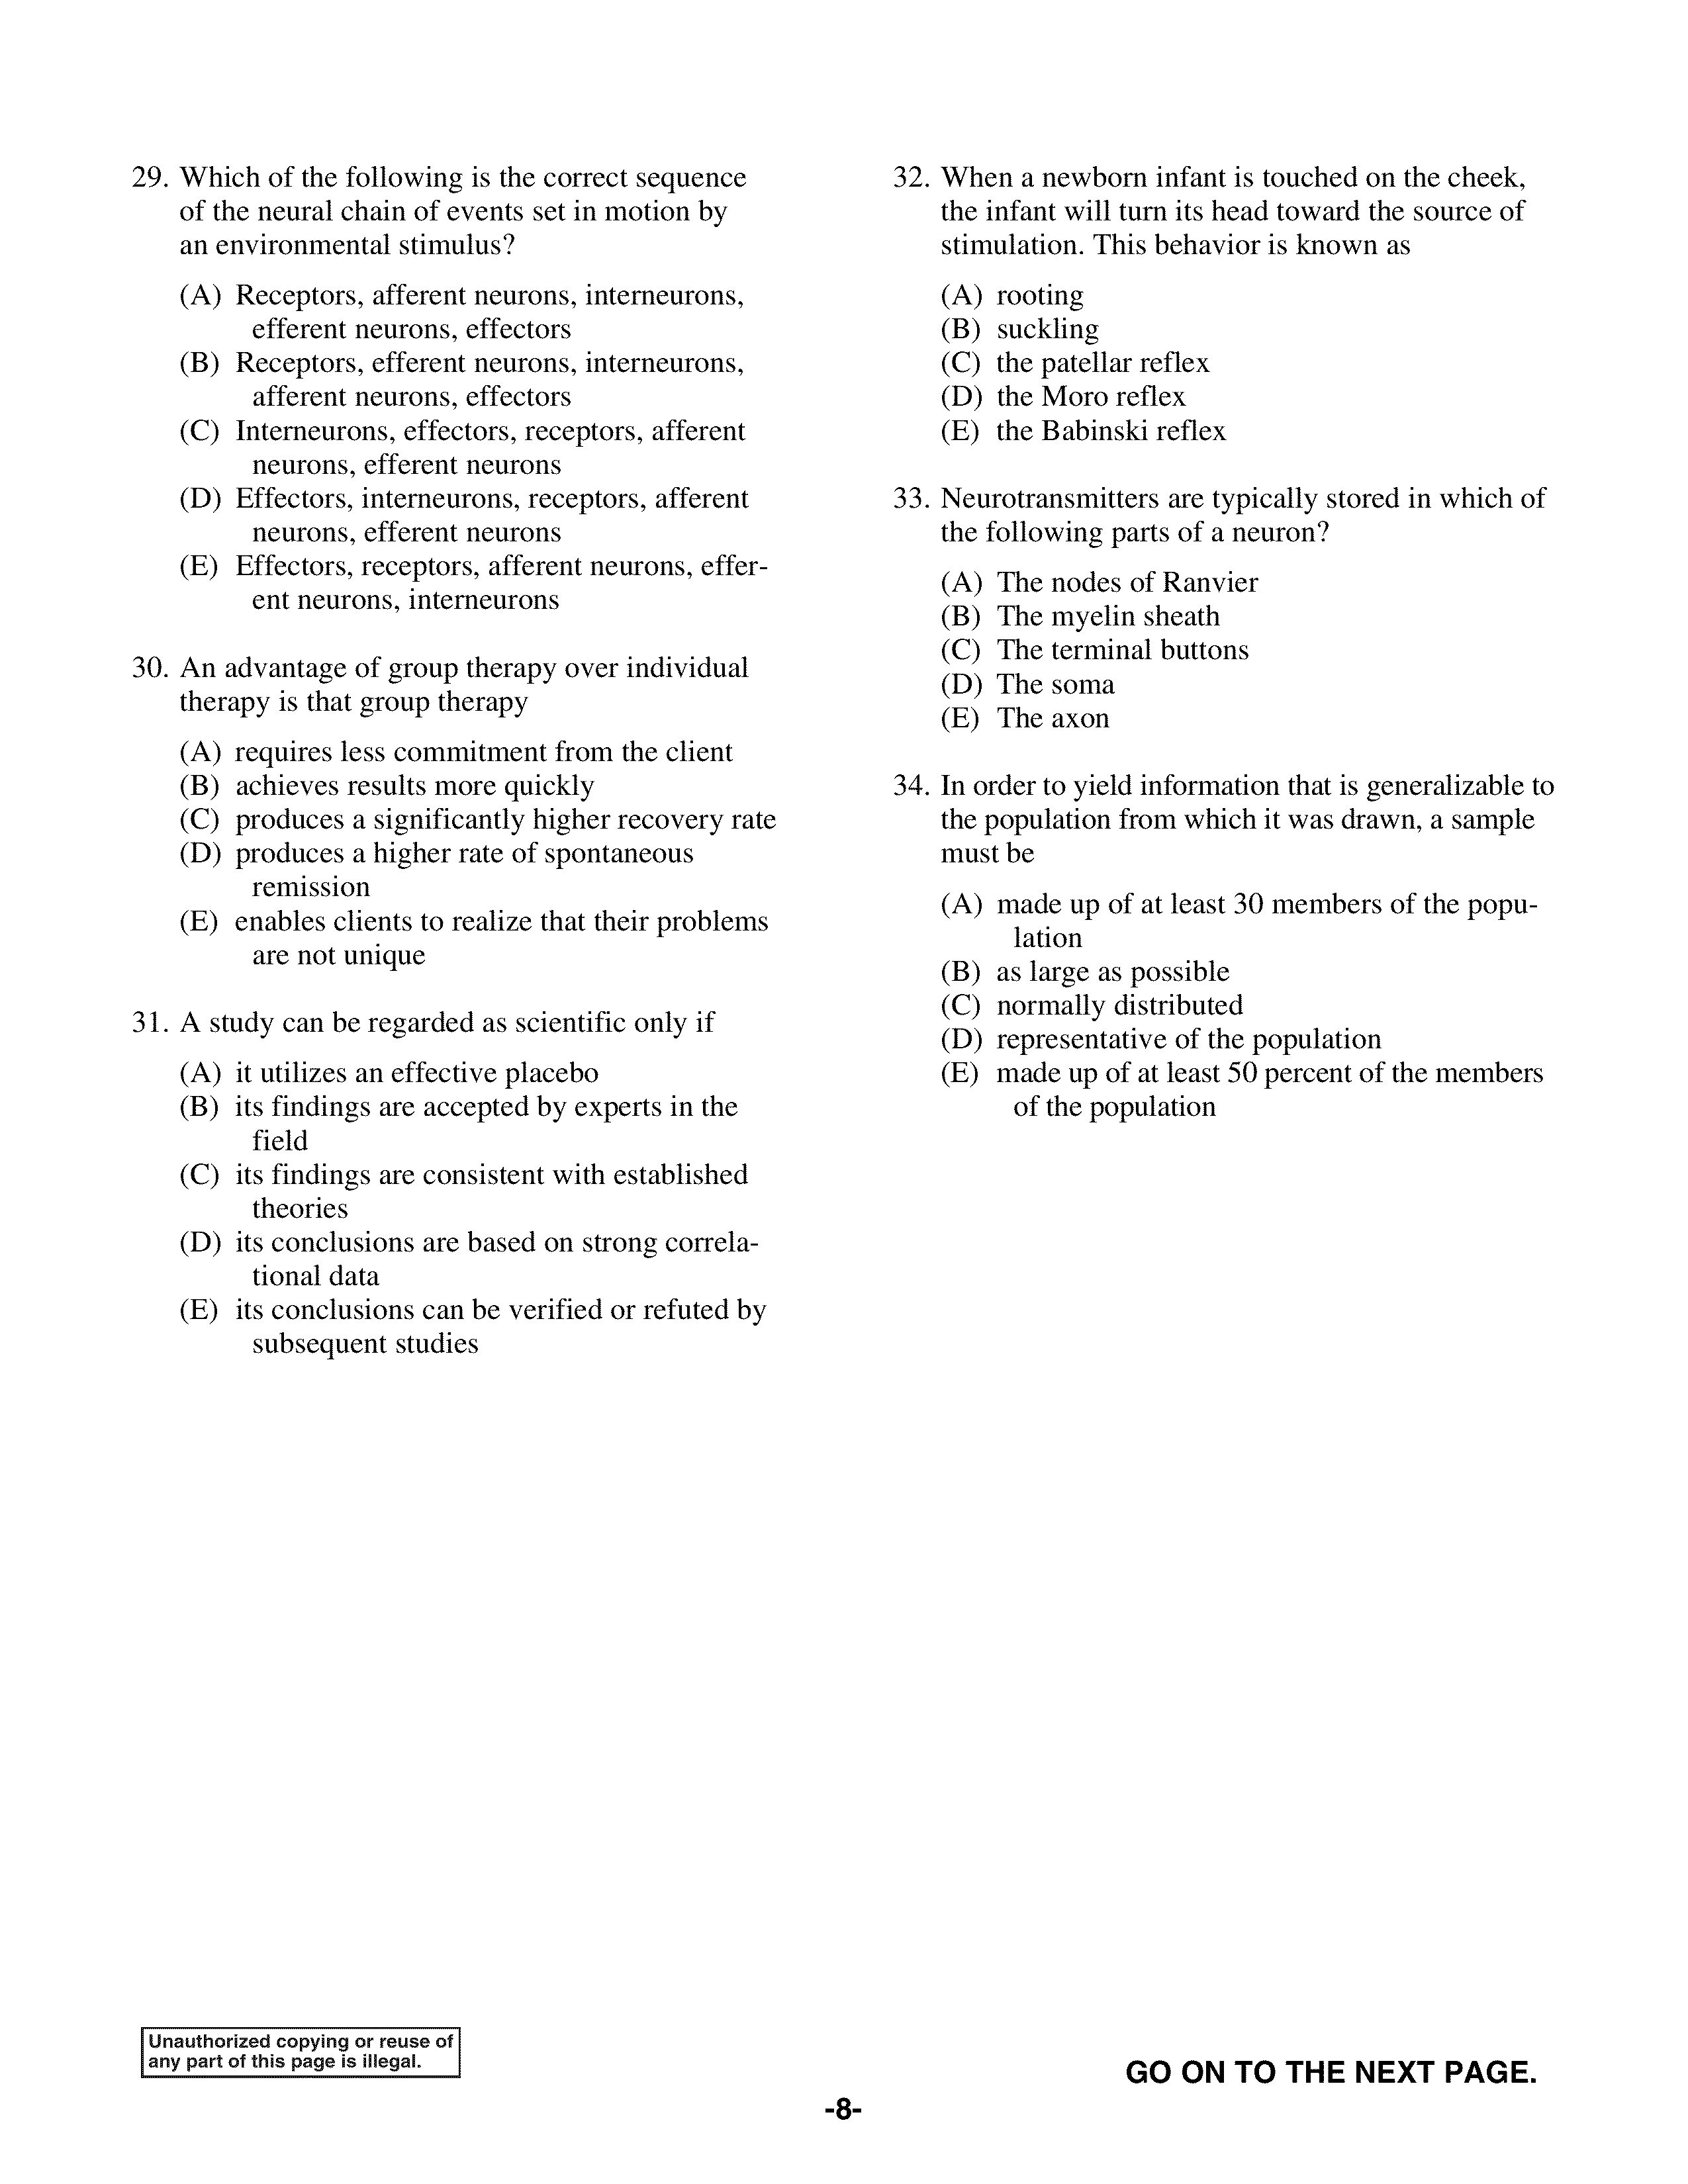 29. Which of the following is the correct sequence
of the neural chain of events set in motion by
an environmental stimulus?
(A) Receptors, afferent neurons, interneurons,
efferent neurons, effectors
(B) Receptors, efferent neurons, interneurons,
afferent neurons, effectors
(C) Interneurons, effectors, receptors, afferent
neurons, efferent neurons
(D) Effectors, interneurons, receptors, afferent
neurons, efferent neurons
(E) Effectors, receptors, afferent neurons, effer-
ent neurons, interneurons
30. An advantage of group therapy over individual
therapy is that group therapy
(A) requires less commitment from the client
(B) achieves results more quickly
(C) produces a significantly higher recovery rate
(D) produces a higher rate of spontaneous
remission
(E) enables clients to realize that their problems
are not unique
31. A study can be regarded as scientific only if
(A) it utilizes an effective placebo
(B) its findings are accepted by experts in the
field
(C) its findings are consistent with established
theories
(D) its conclusions are based on strong correla-
tional data
(E) its conclusions can be verified or refuted by
subsequent studies
32. When a newborn infant is touched on the cheek,
the infant will turn its head toward the source of
stimulation. This behavior is known as
(A) rooting
(B) suckling
(C) the patellar reflex
(D) the Moro reflex
(E) the Babinski reflex
33. Neurotransmitters are typically stored in which of
the following parts of a neuron?
(A) The nodes of Ranvier
(B) The myelin sheath
(C) The terminal buttons
(D) The soma
(E) The axon
34. In order to yield information that is generalizable to
the population from which it was drawn, a sample
must be
(A) made up of at least 30 members of the popu-
lation
(B) as large as possible
(C) normally distributed
(D) representative of the population
(E) made up of at least 50 percent of the members
of the population
Unauthorized copying or reuse of
any part of this page is illegal.
GO ON TO THE NEXT PAGE.
-8-